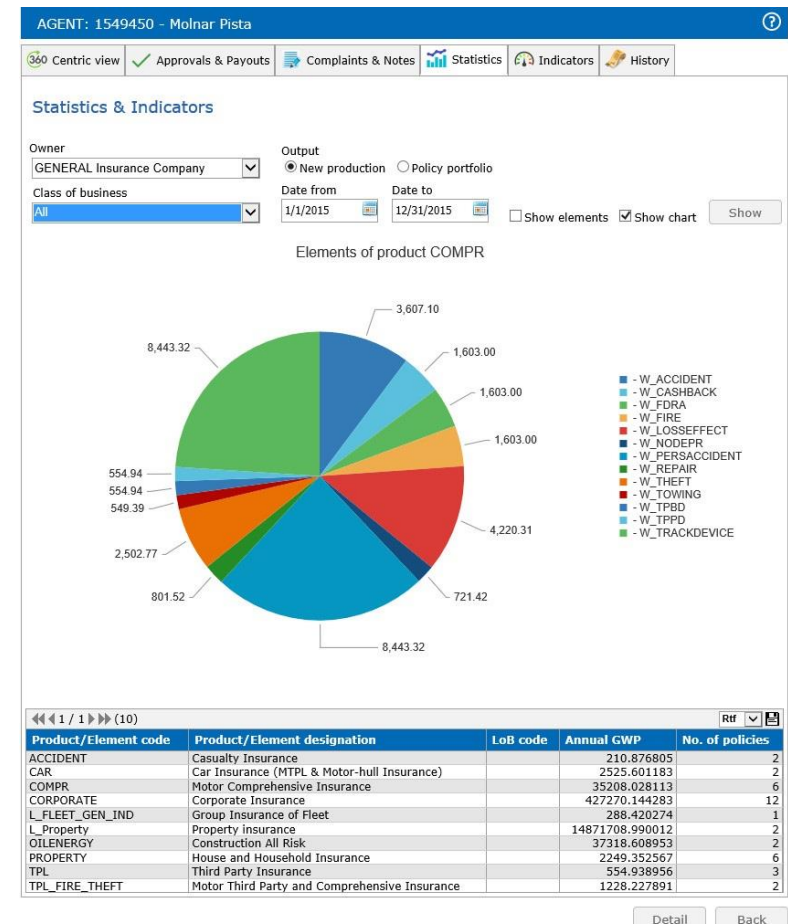 AGENT: 1549450 - Molnar Pista
?
360 Centric view Approvals & Payouts Complaints & Notes Statistics Indicators History
Statistics & Indicators
Owner
Output
GENERAL Insurance Company
New production Policy portfolio
Class of business
Date from Date to
All
1/1/2015 12/31/2015 Show elements Show chart Show
Elements of product COMPR
3,607.10
8,443.32
1,603.00
1,603.00
1,603.00
554.94
554.94
549.39
4,220.31
2,502.77
801.52
721.42
8,443.32
- W_ACCIDENT
- W_CASHBACK
- W_FDRA
- W_FIRE
- W_LOSSEFFECT
- W_NODEPR
- W_PERSACCIDENT
- W_REPAIR
- W_THEFT
- W_TOWING
- W_TPBD
- W_TPPD
- W_TRACKDEVICE
1 / 1 (10) Rtf
Product/Element code Product/Element designation LoB code Annual GWP No. of policies
ACCIDENT Casualty Insurance 210.876805 2
CAR Car Insurance (MTPL & Motor-hull Insurance) 2525.601183 2
COMPR Motor Comprehensive Insurance 35208.028113 6
CORPORATE Corporate Insurance 427270.144283 12
L_FLEET_GEN_IND Group Insurance of Fleet 288.420274 1
L_Property Property insurance 14871708.990012 2
OILENERGY Construction All Risk 37318.608953 2
PROPERTY House and Household Insurance 2249.352567 6
TPL Third Party Insurance 554.938956 3
TPL_FIRE_THEFT Motor Third Party and Comprehensive Insurance 1228.227891 2
Detail Back